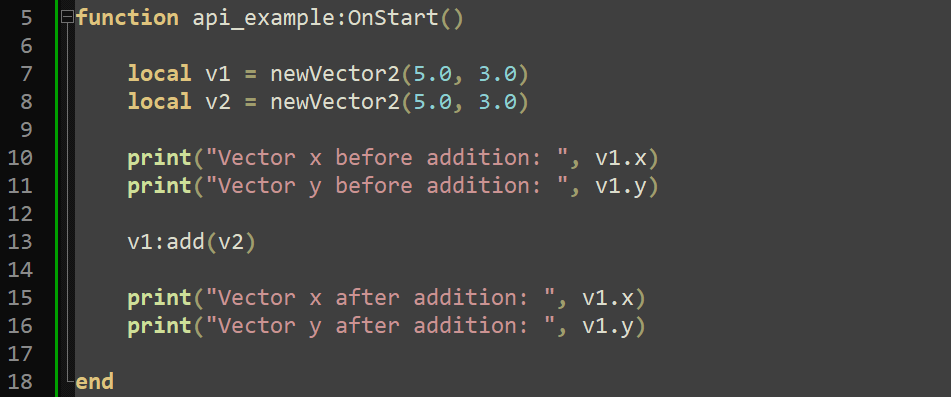 5 function api_example:OnStart()
6
7 local v1 = newVector2(5.0, 3.0)
8 local v2 = newVector2(5.0, 3.0)
9
10 print("Vector x before addition: ", v1.x)
11 print("Vector y before addition: ", v1.y)
12
13 v1:add(v2)
14
15 print("Vector x after addition: ", v1.x)
16 print("Vector y after addition: ", v1.y)
17
18 end